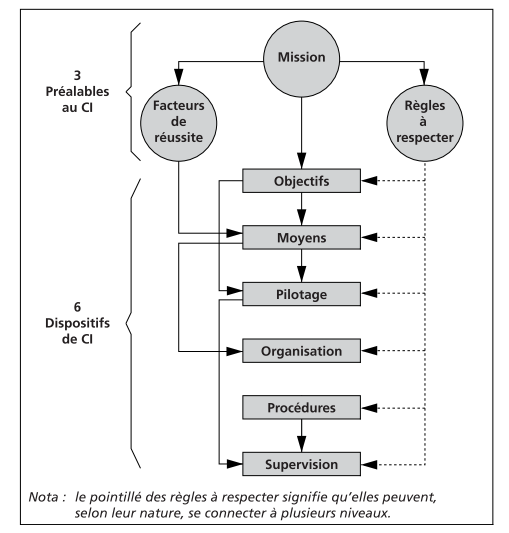 Mission
3
Préalables
au CI
Facteurs
de
réussite
Règles
à
respecter
Objectifs
Moyens
Pilotage
6
Dispositifs
de CI
Organisation
Procédures
Supervision
Nota : le pointillé des règles à respecter signifie qu'elles peuvent,
selon leur nature, se connecter à plusieurs niveaux.